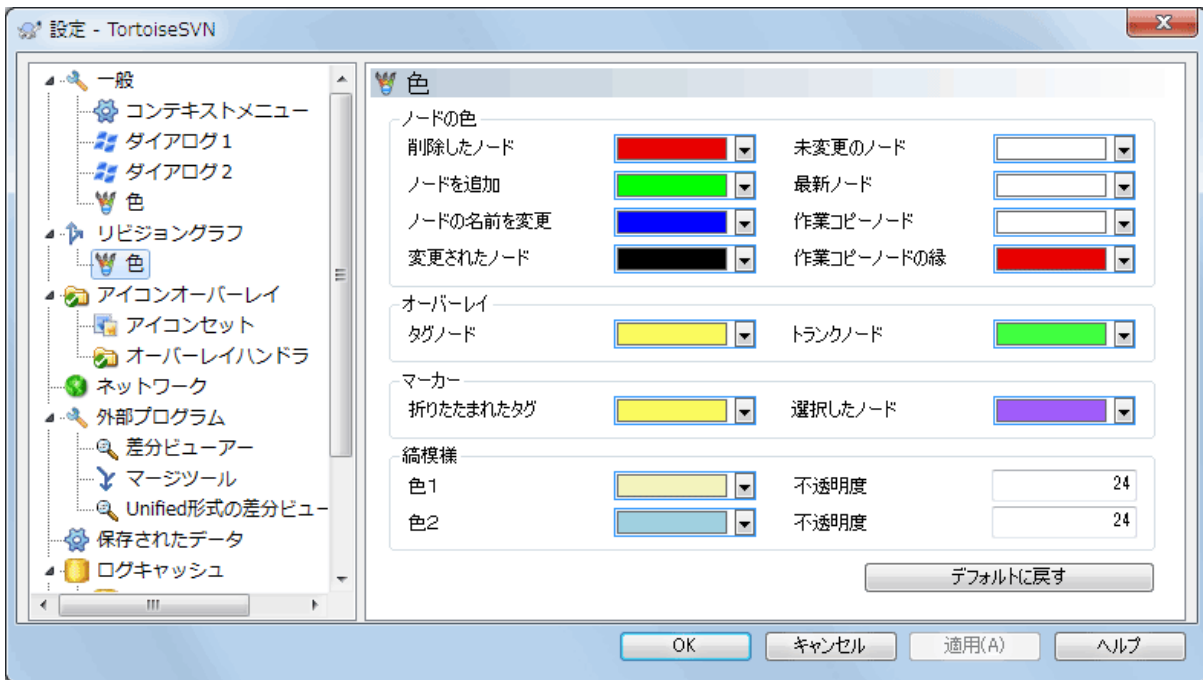 設定 - TortoiseSVN
一般
コンテキストメニュー
ダイアログ1
ダイアログ2
色
リビジョングラフ
色
アイコンオーバーレイ
アイコンセット
オーバーレイハンドラ
ネットワーク
外部プログラム
差分ビューアー
マージツール
Unified形式の差分ビュー
保存されたデータ
ログキャッシュ
色
ノードの色
削除したノード 未変更のノード
ノードを追加 最新ノード
ノードの名前を変更 作業コピーノード
変更されたノード 作業コピーノードの縁
オーバーレイ
タグノード トランクノード
マーカー
折りたたまれたタグ 選択したノード
縞模様
色1 不透明度 24
色2 不透明度 24
デフォルトに戻す
OK キャンセル 適用(A) ヘルプ